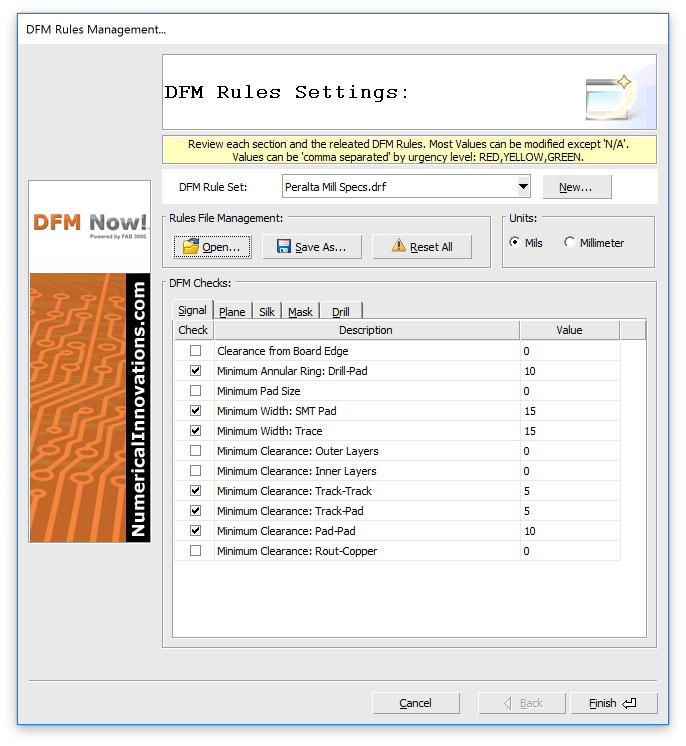 DFM Rules Management...
DFM Rules Settings:
Review each section and the releated DFM Rules. Most Values can be modified except 'N/A'.
Values can be 'comma separated' by urgency level: RED,YELLOW,GREEN.
DFM Now!
Powered by FAB 3000
NumericalInnovations.com
DFM Rule Set:
Peralta Mill Specs.drf
New...
Rules File Management:
Open...
Save As...
Reset All
Units:
Mils
Millimeter
DFM Checks:
Signal Plane Silk Mask Drill
Check Description Value
Clearance from Board Edge 0
Minimum Annular Ring: Drill-Pad 10
Minimum Pad Size 0
Minimum Width: SMT Pad 15
Minimum Width: Trace 15
Minimum Clearance: Outer Layers 0
Minimum Clearance: Inner Layers 0
Minimum Clearance: Track-Track 5
Minimum Clearance: Track-Pad 5
Minimum Clearance: Pad-Pad 10
Minimum Clearance: Rout-Copper 0
Cancel
Back
Finish